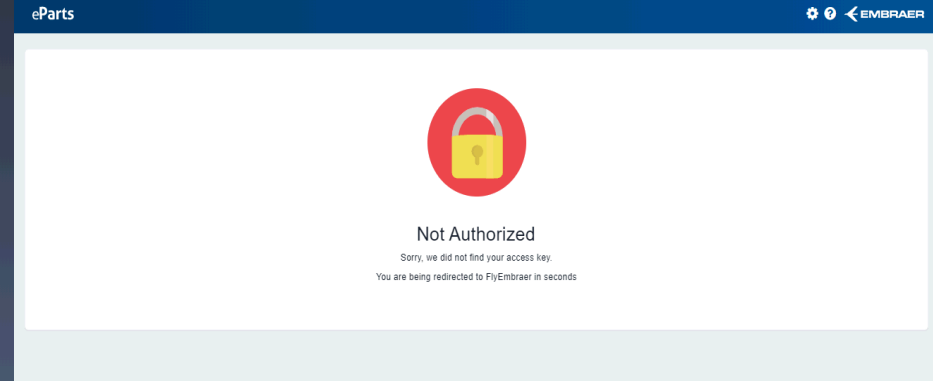 eParts
EMBRAER
Not Authorized
Sorry, we did not find your access key.
You are being redirected to FlyEmbraer in seconds